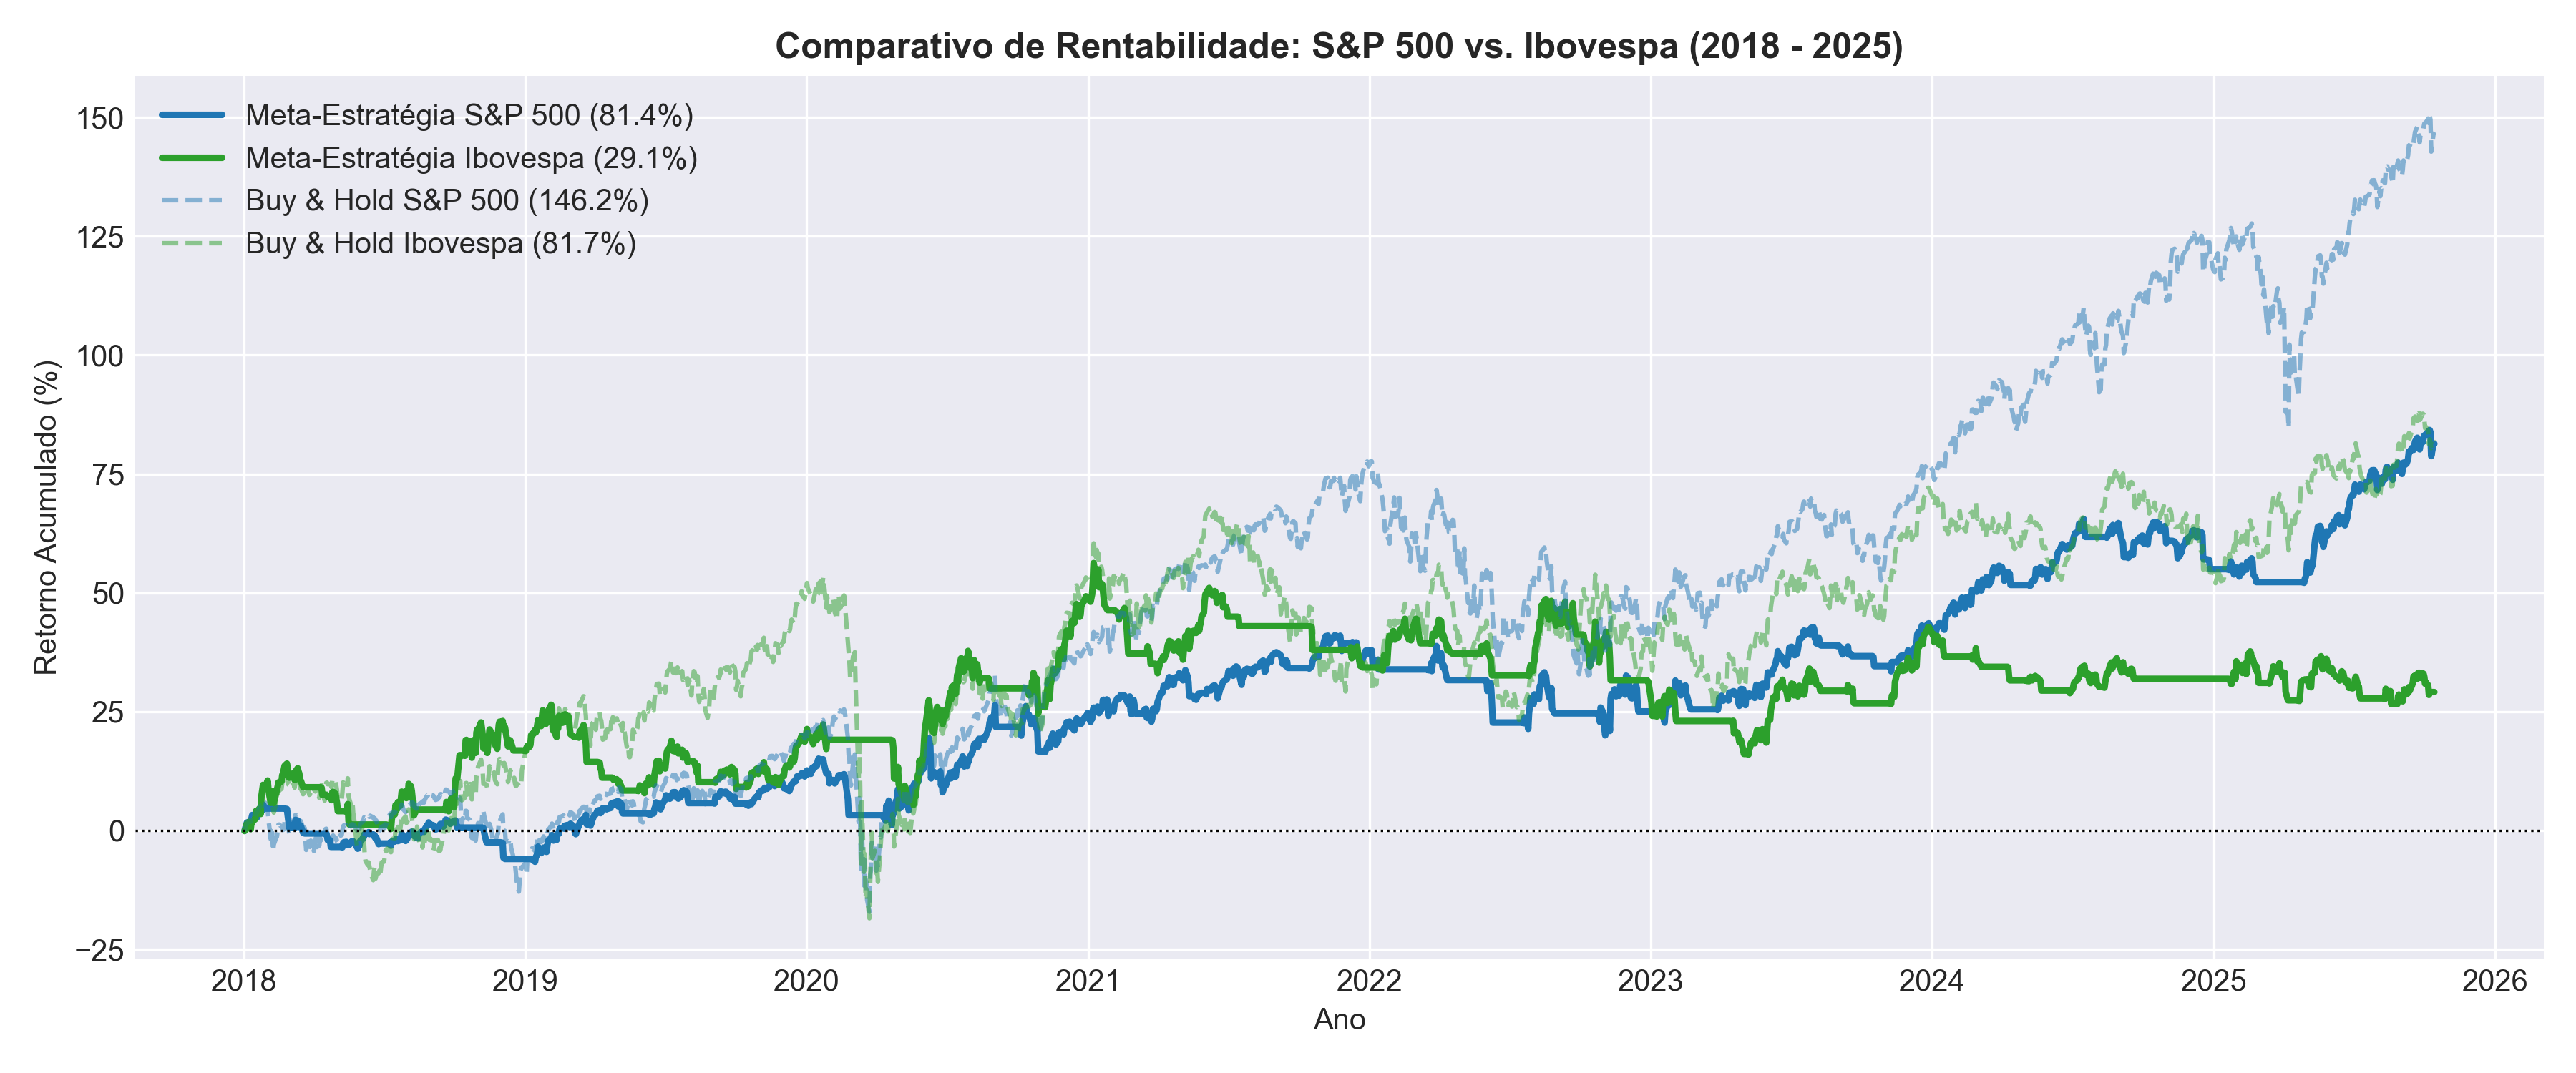 Comparativo de Rentabilidade: S&P 500 vs. Ibovespa (2018 - 2025)
Meta-Estratégia S&P 500 (81.4%)
Meta-Estratégia Ibovespa (29.1%)
Buy & Hold S&P 500 (146.2%)
Buy & Hold Ibovespa (81.7%)
Retorno Acumulado (%)
150
125
100
75
50
25
0
−25
2018 2019 2020 2021 2022 2023 2024 2025 2026
Ano